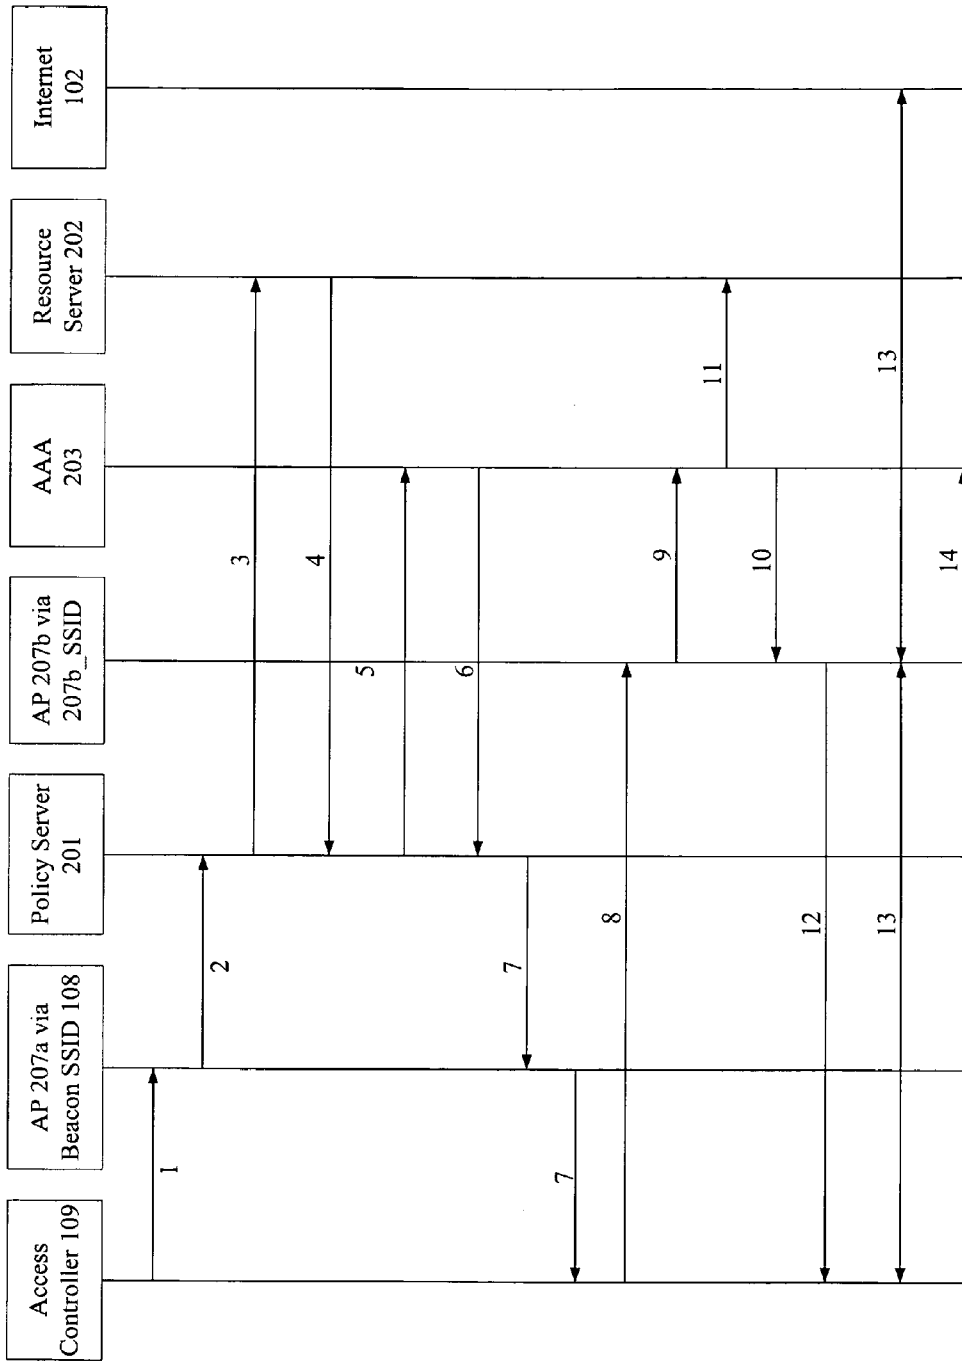 Access
Controller 109
AP 207a via
Beacon SSID 108
Policy Server
201
AP 207b via
207b_SSID
AAA
203
Resource
Server 202
Internet
102
1
2
3
4
5
6
7
7
8
9
11
10
12
13
13
14